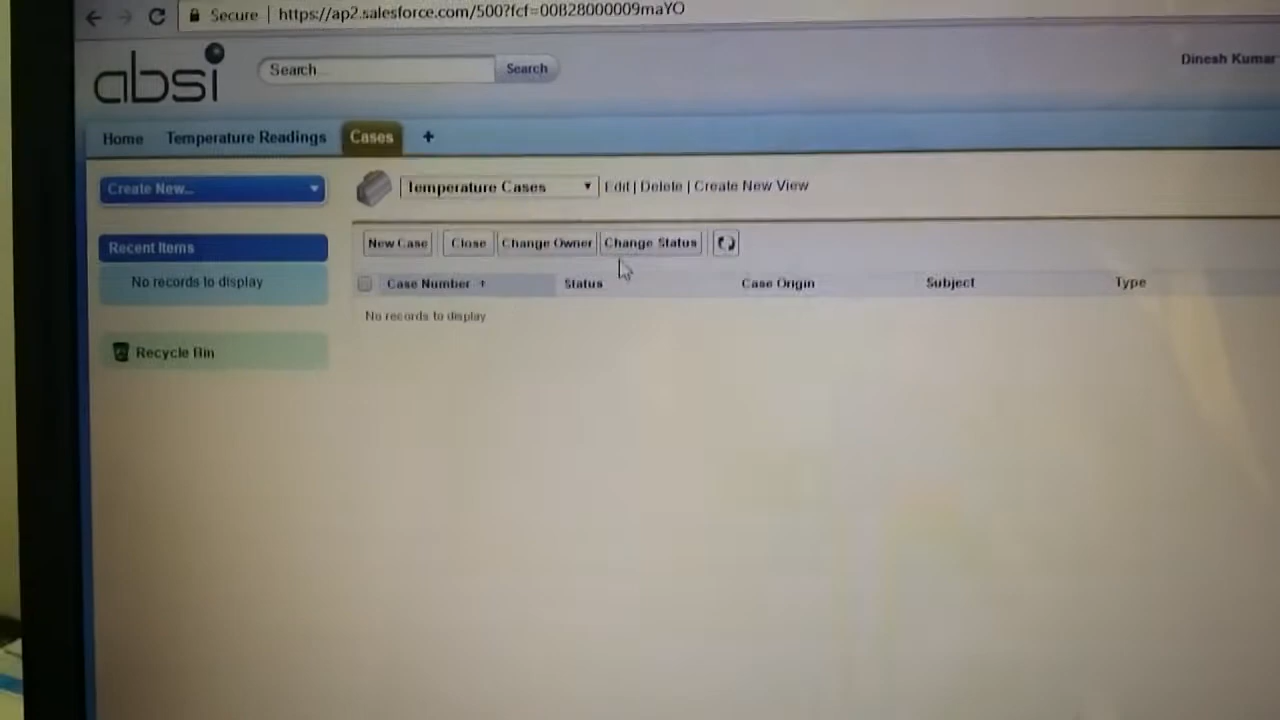 Secure | https://ap2.salesforce.com/500?fcf=00B28000009maYO
absi
Search...
Search
Dinesh Kumar
Home
Temperature Readings
Cases
+
Create New...
Temperature Cases
Edit | Delete | Create New View
Recent Items
No records to display
Recycle Bin
New Case
Close
Change Owner
Change Status
Case Number
Status
Case Origin
Subject
Type
No records to display